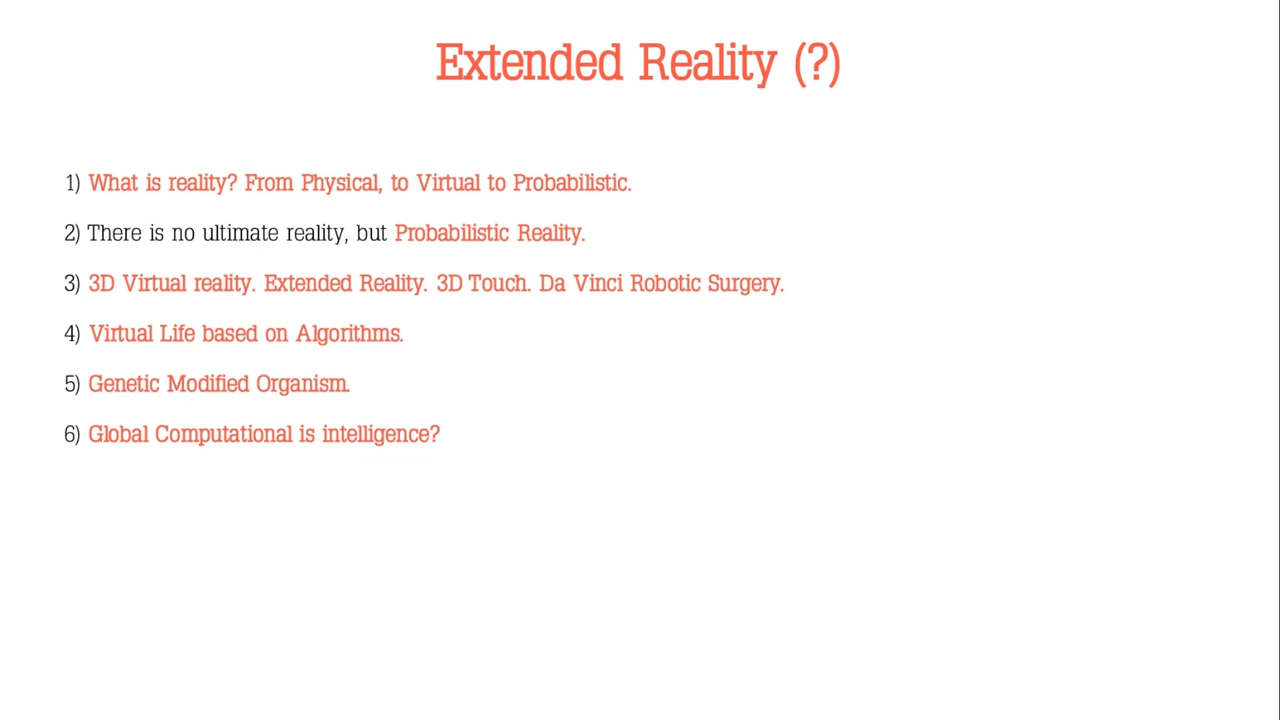 Extended Reality (?)
1) What is reality? From Physical, to Virtual to Probabilistic.
2) There is no ultimate reality, but Probabilistic Reality.
3) 3D Virtual reality. Extended Reality. 3D Touch. Da Vinci Robotic Surgery.
4) Virtual Life based on Algorithms.
5) Genetic Modified Organism.
6) Global Computational is intelligence?